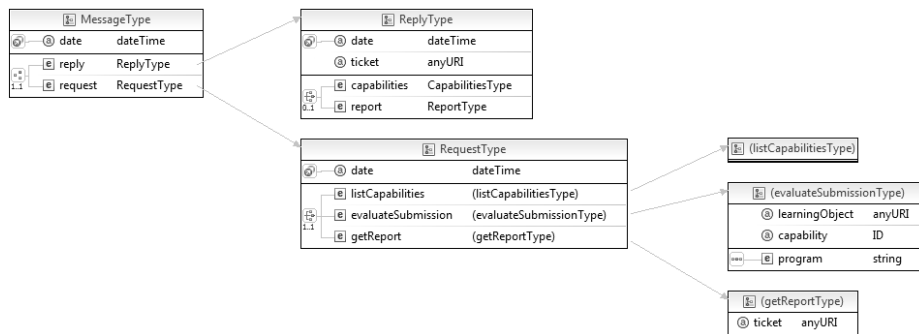 MessageType
ⓐ date dateTime
e reply ReplyType
e request RequestType
1..1
ReplyType
ⓐ date dateTime
ⓐ ticket anyURI
e capabilities CapabilitiesType
e report ReportType
0..1
RequestType
ⓐ date dateTime
e listCapabilities (listCapabilitiesType)
e evaluateSubmission (evaluateSubmissionType)
e getReport (getReportType)
1..1
(listCapabilitiesType)
(evaluateSubmissionType)
ⓐ learningObject anyURI
ⓐ capability ID
e program string
(getReportType)
ⓐ ticket anyURI